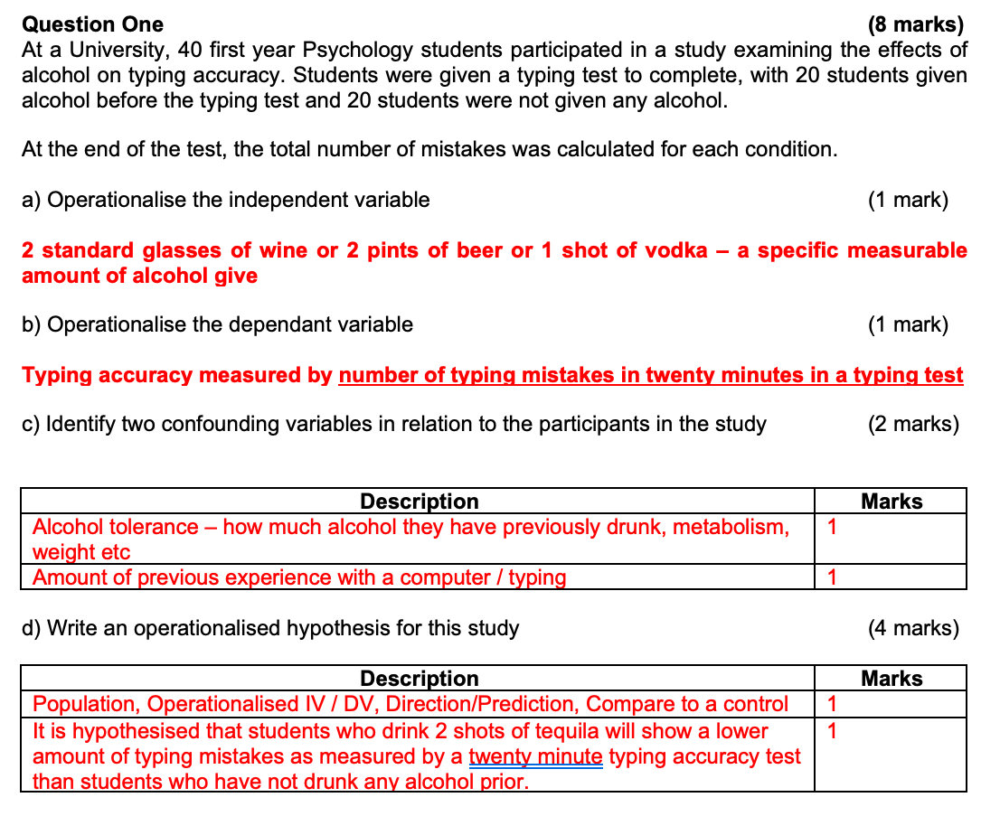 Question One (8 marks)
At a University, 40 first year Psychology students participated in a study examining the effects of
alcohol on typing accuracy. Students were given a typing test to complete, with 20 students given
alcohol before the typing test and 20 students were not given any alcohol.
At the end of the test, the total number of mistakes was calculated for each condition.
a) Operationalise the independent variable (1 mark)
2 standard glasses of wine or 2 pints of beer or 1 shot of vodka – a specific measurable
amount of alcohol give
b) Operationalise the dependant variable (1 mark)
Typing accuracy measured by number of typing mistakes in twenty minutes in a typing test
c) Identify two confounding variables in relation to the participants in the study (2 marks)
Description Marks
Alcohol tolerance – how much alcohol they have previously drunk, metabolism, 1
weight etc
Amount of previous experience with a computer / typing 1
d) Write an operationalised hypothesis for this study (4 marks)
Description Marks
Population, Operationalised IV / DV, Direction/Prediction, Compare to a control 1
It is hypothesised that students who drink 2 shots of tequila will show a lower 1
amount of typing mistakes as measured by a twenty minute typing accuracy test
than students who have not drunk any alcohol prior.